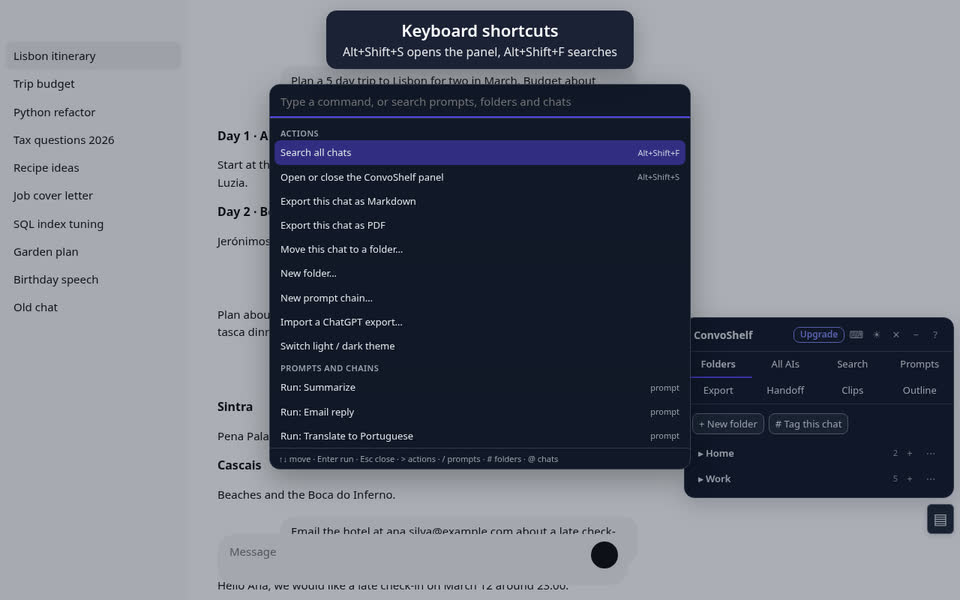 Keyboard shortcuts
Alt+Shift+S opens the panel, Alt+Shift+F searches
Lisbon itinerary
Trip budget
Python refactor
Tax questions 2026
Recipe ideas
Job cover letter
SQL index tuning
Garden plan
Birthday speech
Old chat
Plan a 5 day trip to Lisbon for two in March. Budget about
Day 1 · A
Start at th
Luzia.
Day 2 · Be
Jerónimos
Plan abou
tasca dinn
Sintra
Pena Pala
Cascais
Beaches and the Boca do Inferno.
Email the hotel at ana.silva@example.com about a late check-
Message
Hello Ana, we would like a late check-in on March 12 around 23:00.
Type a command, or search prompts, folders and chats
ACTIONS
Search all chats Alt+Shift+F
Open or close the ConvoShelf panel Alt+Shift+S
Export this chat as Markdown
Export this chat as PDF
Move this chat to a folder…
New folder…
New prompt chain…
Import a ChatGPT export…
Switch light / dark theme
PROMPTS AND CHAINS
Run: Summarize prompt
Run: Email reply prompt
Run: Translate to Portuguese prompt
↑↓ move · Enter run · Esc close · > actions · / prompts · # folders · @ chats
ConvoShelf Upgrade ⌨ ☀ ✕ − ?
Folders All AIs Search Prompts
Export Handoff Clips Outline
+ New folder # Tag this chat
▸ Home 2 + ⋯
▸ Work 5 + ⋯